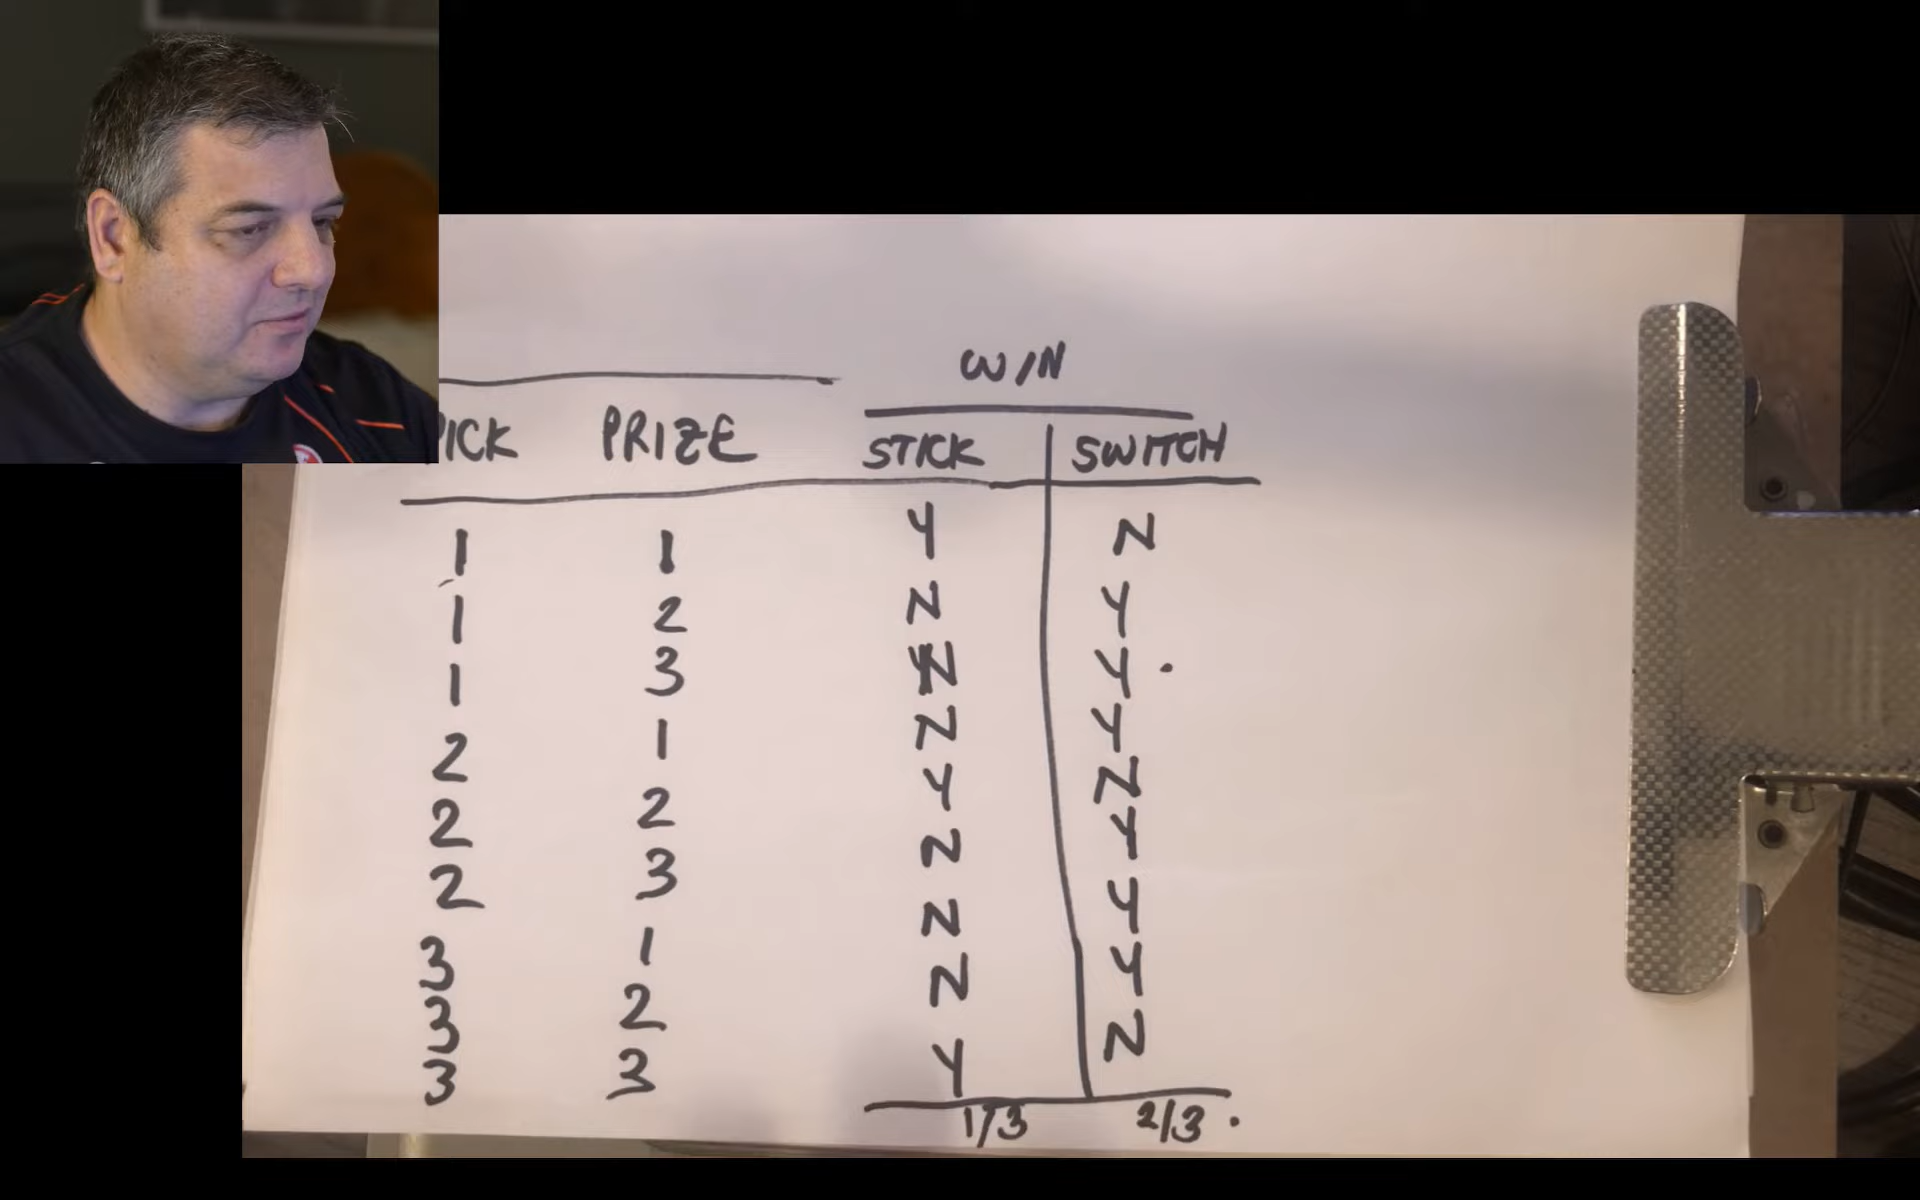 WIN
PICK PRIZE STICK SWITCH
1 1 Y N
1 2 N Y
1 3 N Y
2 1 N Y
2 2 Y N
2 3 N Y
3 1 N Y
3 2 N Y
3 3 Y N
1/3 2/3